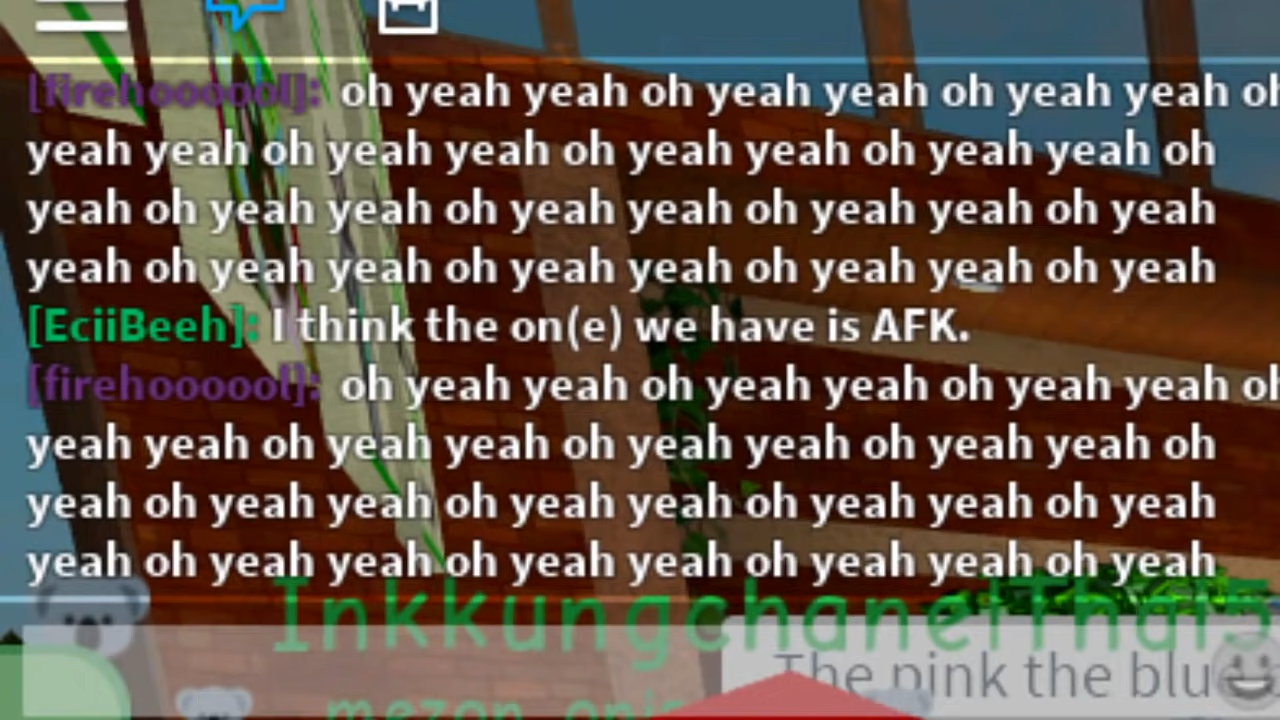 [firehoooool]: oh yeah yeah oh yeah yeah oh yeah yeah oh
yeah yeah oh yeah yeah oh yeah yeah oh yeah yeah oh
yeah oh yeah yeah oh yeah yeah oh yeah yeah oh yeah
yeah oh yeah yeah oh yeah yeah oh yeah yeah oh yeah
[EciiBeeh]: I think the on(e) we have is AFK.
[firehoooool]: oh yeah yeah oh yeah yeah oh yeah yeah oh
yeah yeah oh yeah yeah oh yeah yeah oh yeah yeah oh
yeah oh yeah yeah oh yeah yeah oh yeah yeah oh yeah
yeah oh yeah yeah oh yeah yeah oh yeah yeah oh yeah
InkkungchanelThai5
The pink the blu